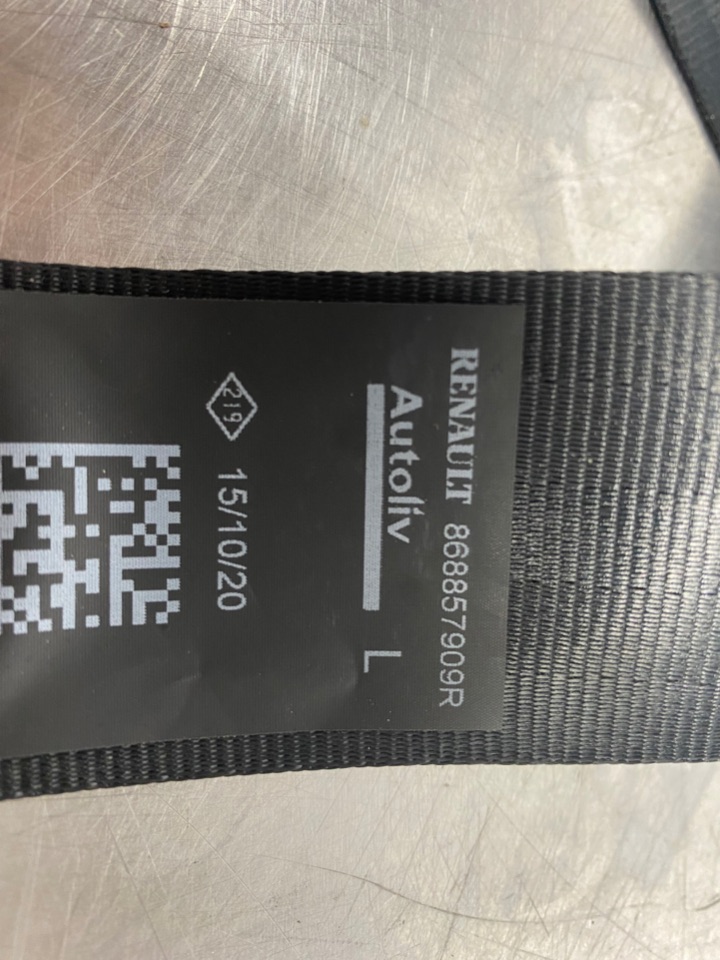 RENAULT 868857909R
Autoliv
L
219 15/10/20